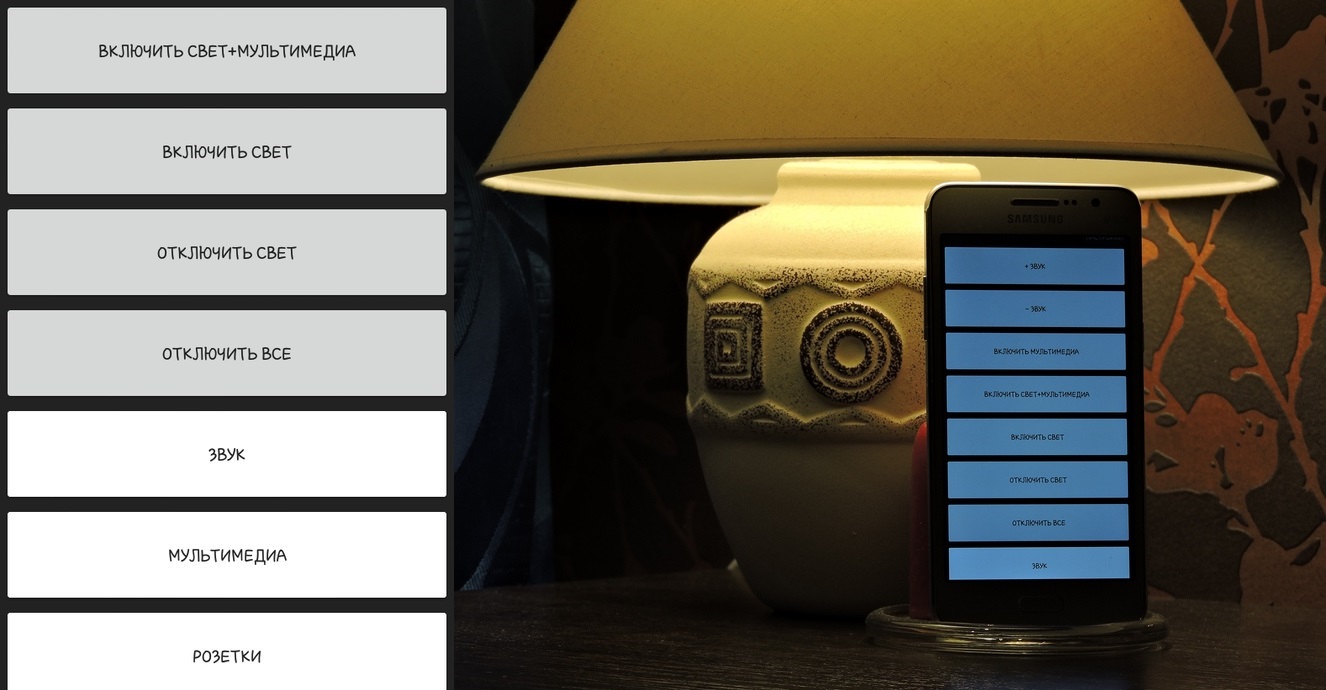 ВКЛЮЧИТЬ СВЕТ+МУЛЬТИМЕДИА
ВКЛЮЧИТЬ СВЕТ
ОТКЛЮЧИТЬ СВЕТ
ОТКЛЮЧИТЬ ВСЕ
ЗВУК
МУЛЬТИМЕДИА
РОЗЕТКИ
SAMSUNG
+ ЗВУК
- ЗВУК
ВКЛЮЧИТЬ МУЛЬТИМЕДИА
ВКЛЮЧИТЬ СВЕТ+МУЛЬТИМЕДИА
ВКЛЮЧИТЬ СВЕТ
ОТКЛЮЧИТЬ СВЕТ
ОТКЛЮЧИТЬ ВСЕ
ЗВУК